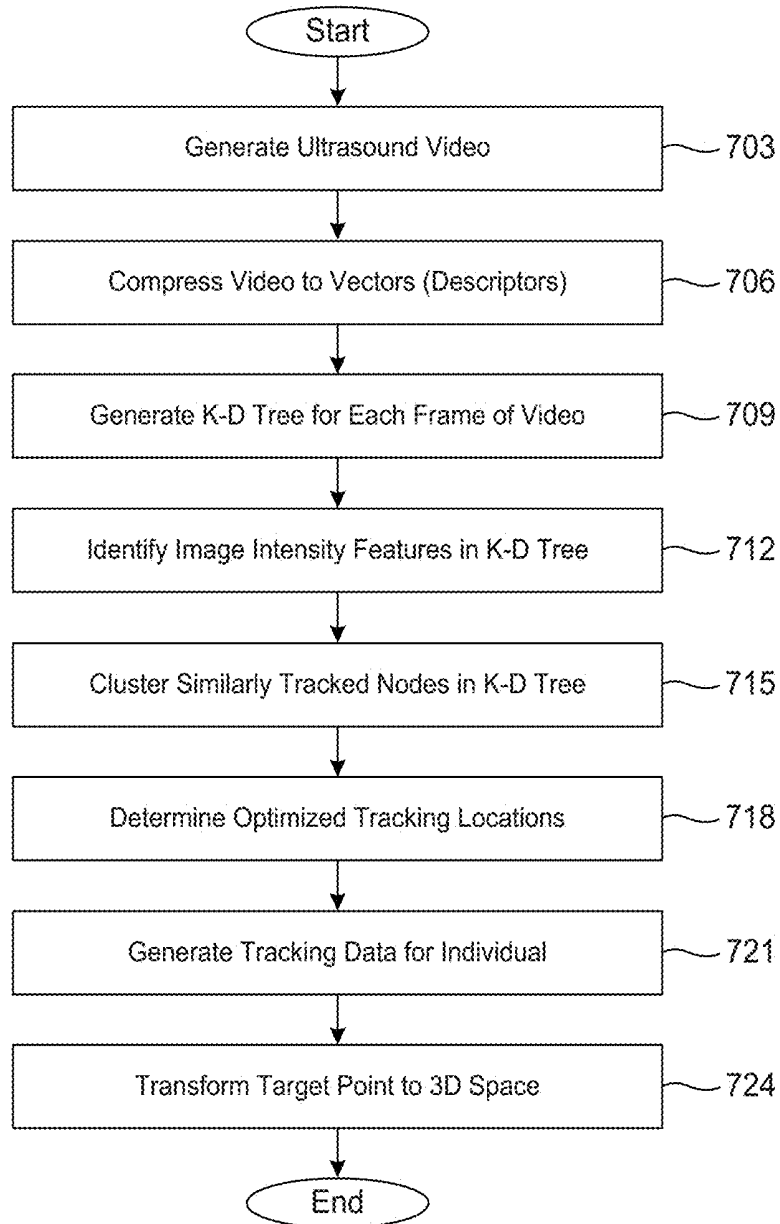 Start
Generate Ultrasound Video 703
Compress Video to Vectors (Descriptors) 706
Generate K-D Tree for Each Frame of Video 709
Identify Image Intensity Features in K-D Tree 712
Cluster Similarly Tracked Nodes in K-D Tree 715
Determine Optimized Tracking Locations 718
Generate Tracking Data for Individual 721
Transform Target Point to 3D Space 724
End